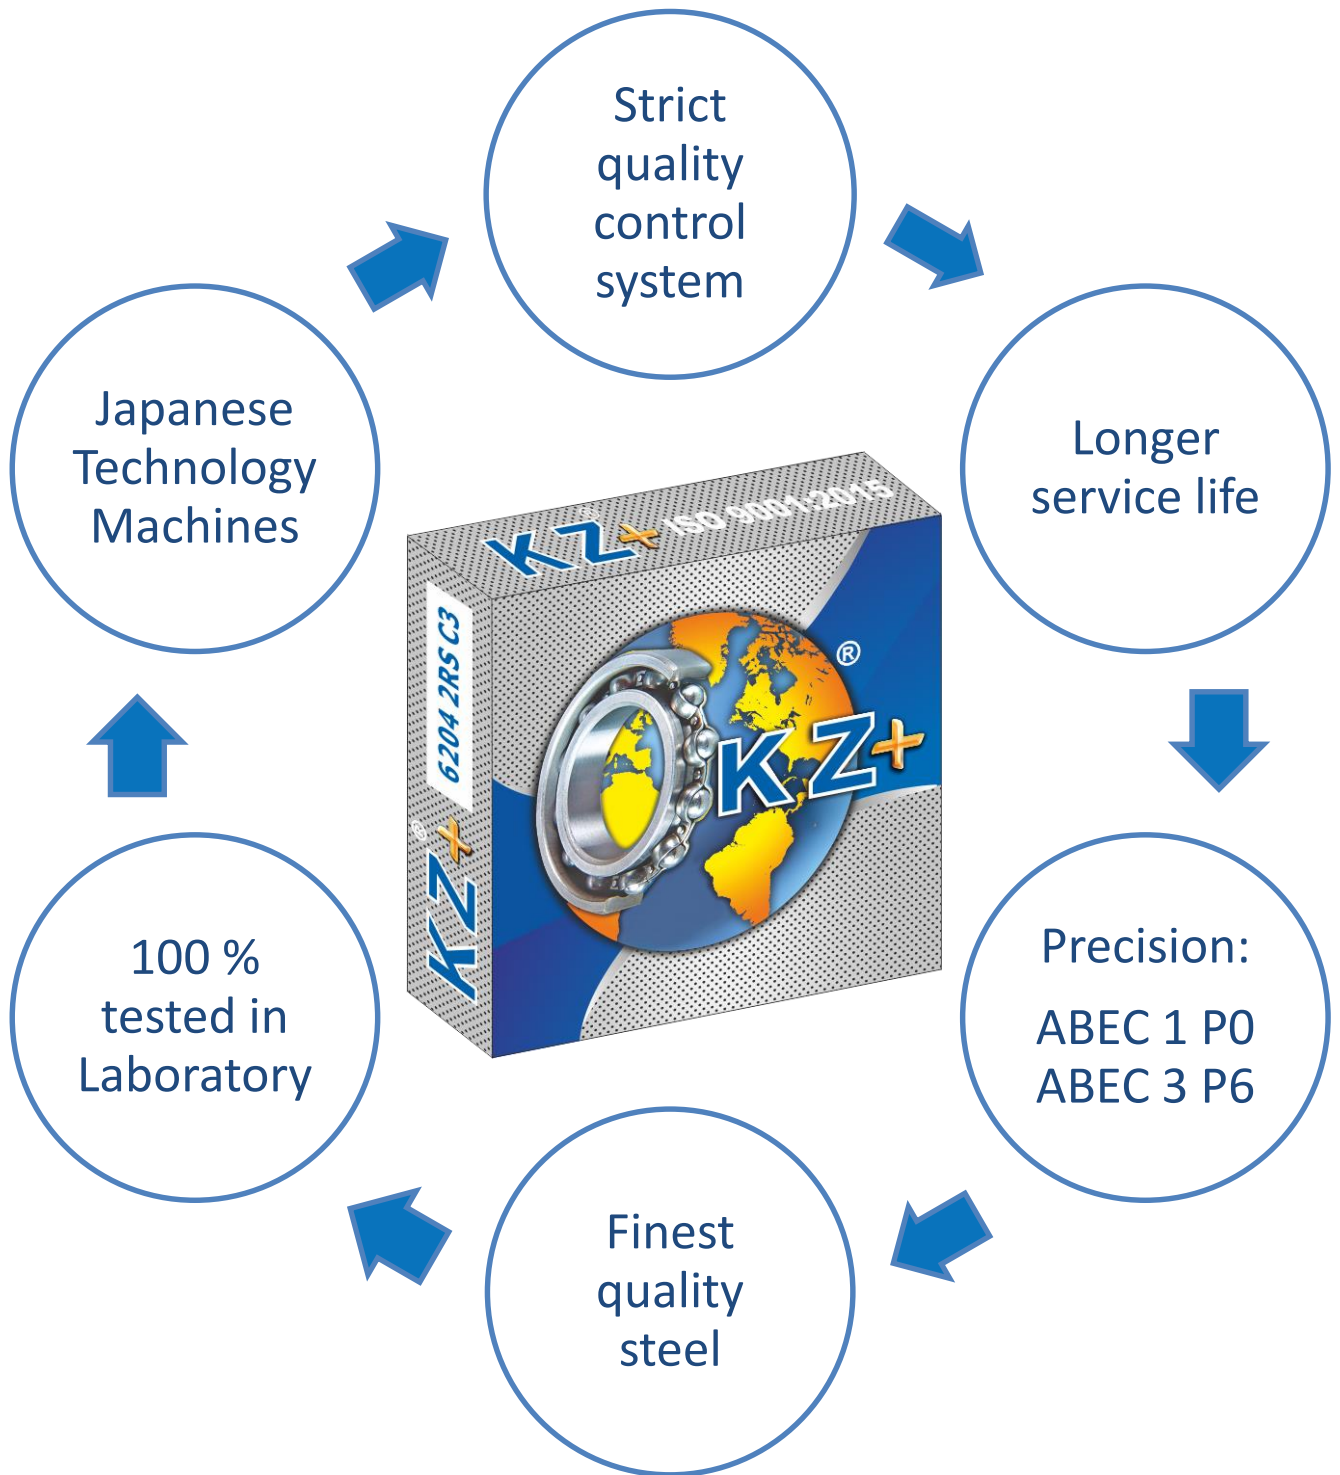 Strict
quality
control
system
Longer
service life
Precision:
ABEC 1 P0
ABEC 3 P6
Finest
quality
steel
100 %
tested in
Laboratory
Japanese
Technology
Machines
KZ+® ISO 9001:2015
6204 2RS C3
KZ+®
®
KZ+